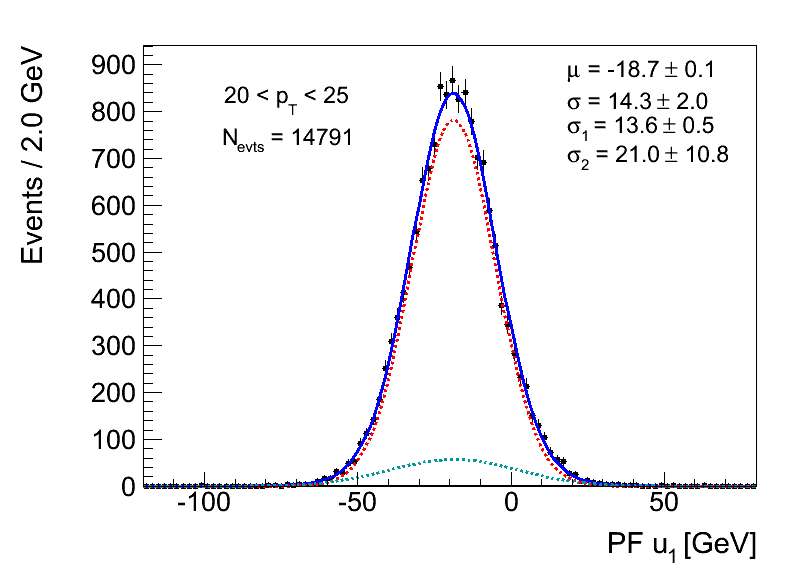 Events / 2.0 GeV
900
800
700
600
500
400
300
200
100
0
20 < p_T < 25
N_evts = 14791
μ = -18.7 ± 0.1
σ = 14.3 ± 2.0
σ_1 = 13.6 ± 0.5
σ_2 = 21.0 ± 10.8
-100 -50 0 50
PF u_1 [GeV]